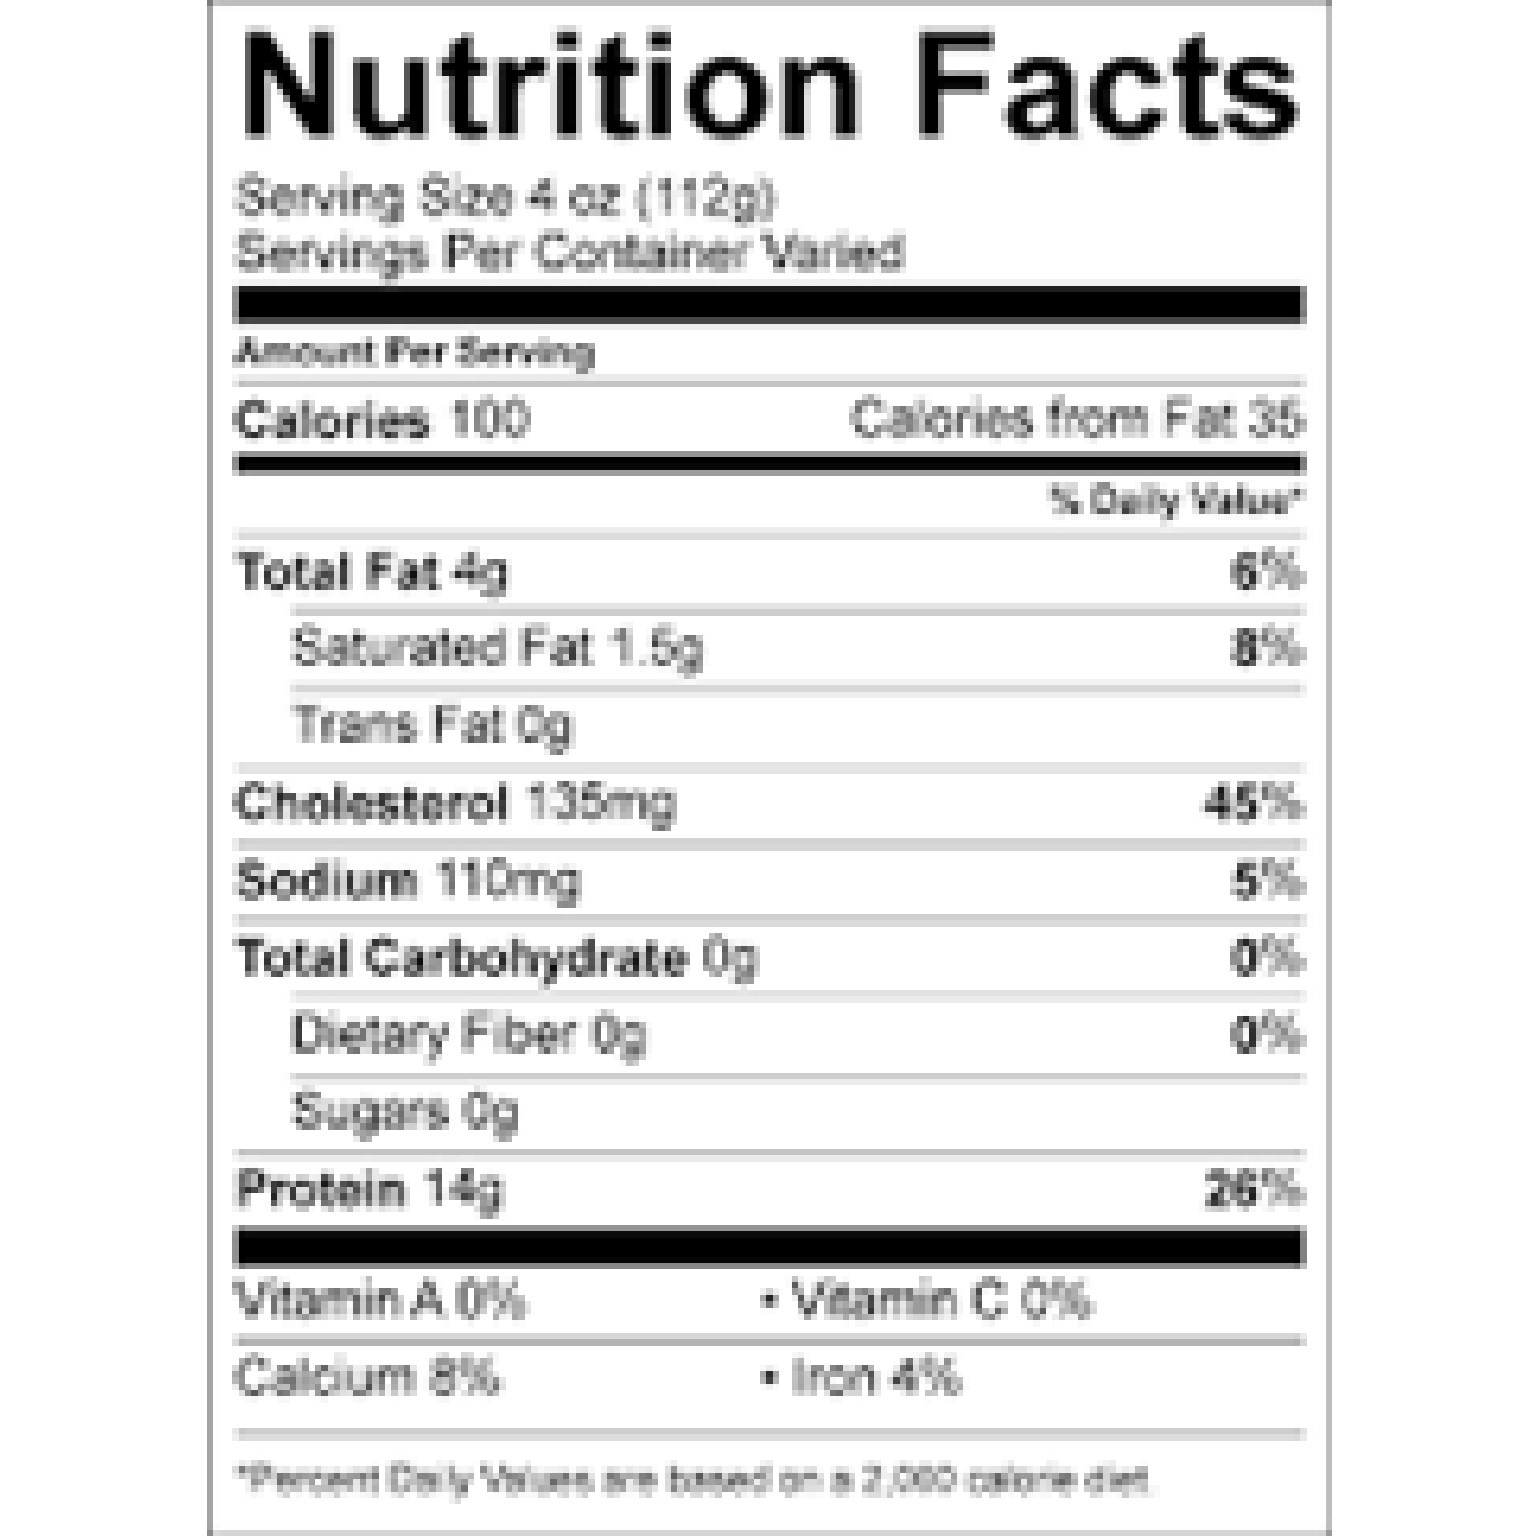 Nutrition Facts
Serving Size 4 oz (112g)
Servings Per Container Varied
Amount Per Serving
Calories 100 Calories from Fat 35
% Daily Value*
Total Fat 4g 6%
Saturated Fat 1.5g 8%
Trans Fat 0g
Cholesterol 135mg 45%
Sodium 110mg 5%
Total Carbohydrate 0g 0%
Dietary Fiber 0g 0%
Sugars 0g
Protein 14g 26%
Vitamin A 0% • Vitamin C 0%
Calcium 8% • Iron 4%
*Percent Daily Values are based on a 2,000 calorie diet.